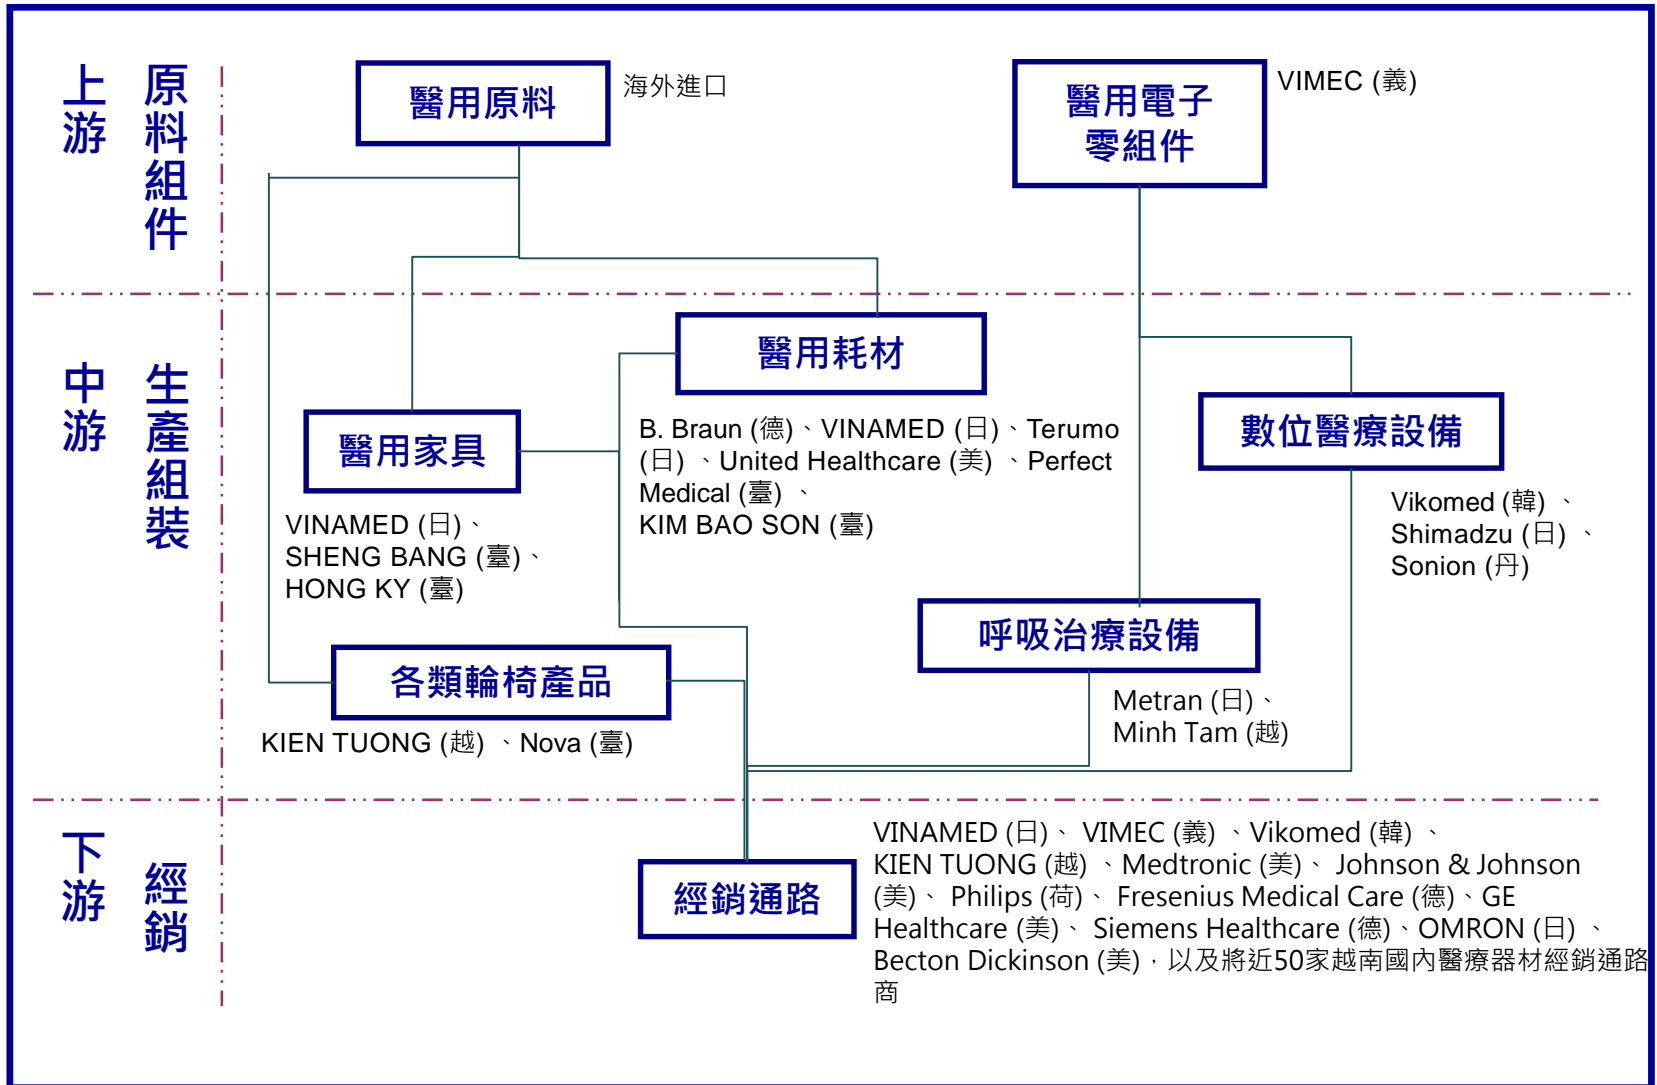 上游
原料組件
醫用原料
海外進口
醫用電子
零組件
VIMEC (義)
中游
生產組裝
醫用耗材
B. Braun (德)、VINAMED (日)、Terumo
(日) 、United Healthcare (美) 、Perfect
Medical (臺) 、
KIM BAO SON (臺)
醫用家具
VINAMED (日)、
SHENG BANG (臺)、
HONG KY (臺)
數位醫療設備
Vikomed (韓) 、
Shimadzu (日) 、
Sonion (丹)
呼吸治療設備
Metran (日)、
Minh Tam (越)
各類輪椅產品
KIEN TUONG (越) 、Nova (臺)
下游
經銷
經銷通路
VINAMED (日)、 VIMEC (義) 、Vikomed (韓) 、
KIEN TUONG (越) 、Medtronic (美)、 Johnson & Johnson
(美)、 Philips (荷) 、 Fresenius Medical Care (德)、GE
Healthcare (美)、 Siemens Healthcare (德)、OMRON (日) 、
Becton Dickinson (美)，以及將近50家越南國內醫療器材經銷通路
商